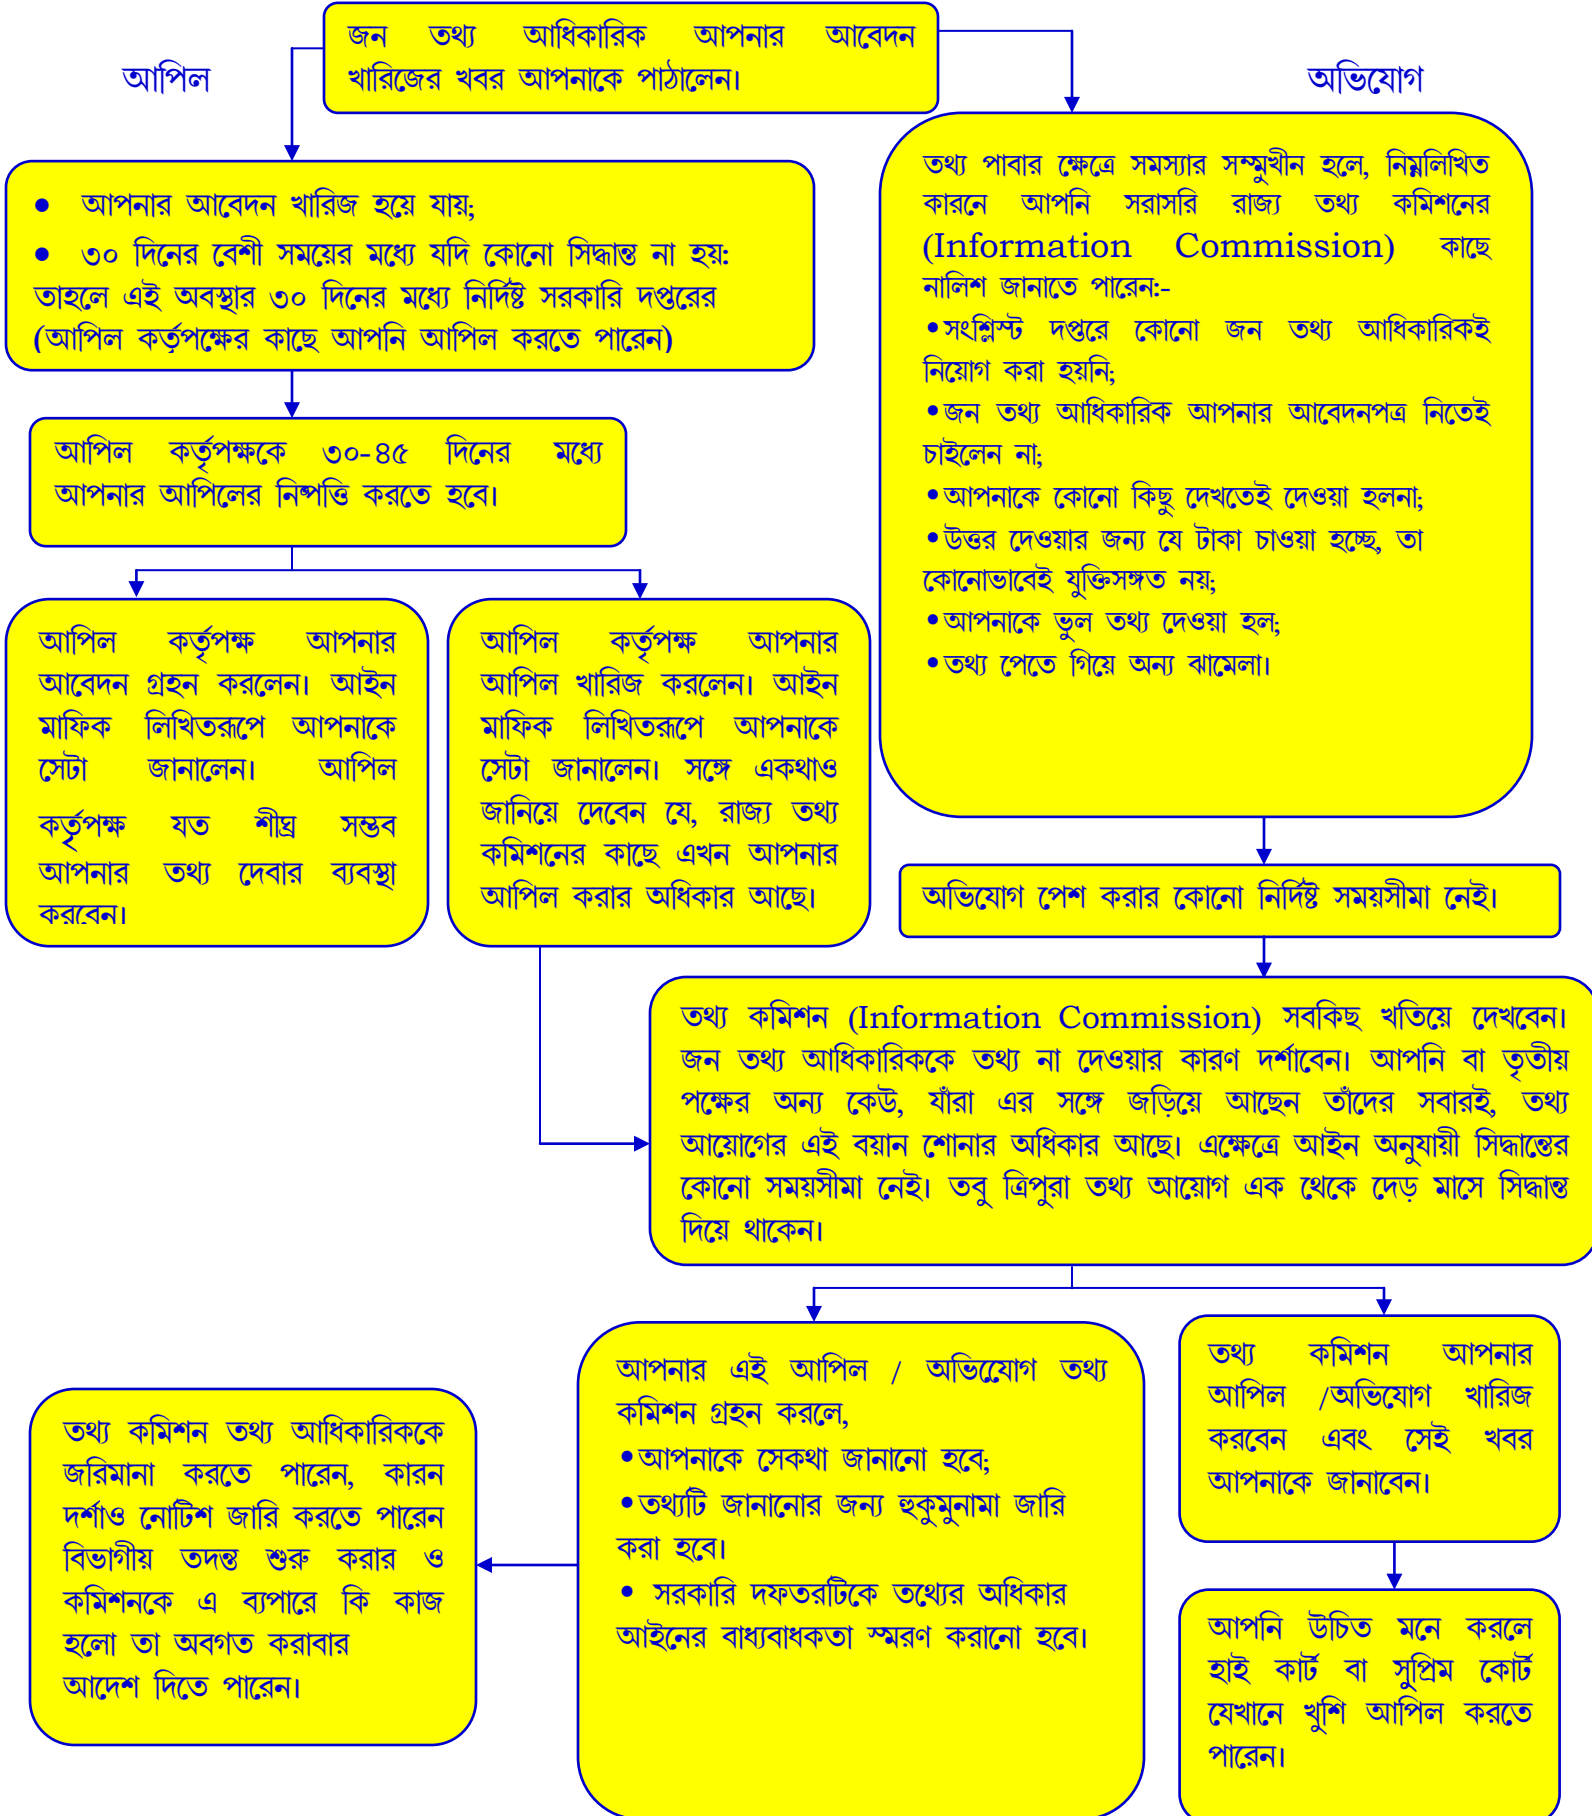 জন তথ্য আধিকারিক আপনার আবেদন
খারিজের খবর আপনাকে পাঠালেন।
আপিল
অভিযোগ
আপনার আবেদন খারিজ হয়ে যায়;
৩০ দিনের বেশী সময়ের মধ্যে যদি কোনো সিদ্ধান্ত না হয়:
তাহলে এই অবস্থার ৩০ দিনের মধ্যে নির্দিষ্ট সরকারি দপ্তরের
(আপিল কর্তৃপক্ষের কাছে আপনি আপিল করতে পারেন)
আপিল কর্তৃপক্ষকে ৩০-৪৫ দিনের মধ্যে
আপনার আপিলের নিষ্পত্তি করতে হবে।
আপিল কর্তৃপক্ষ আপনার
আবেদন গ্রহন করলেন। আইন
মাফিক লিখিতরূপে আপনাকে
সেটা জানালেন। আপিল
কর্তৃপক্ষ যত শীঘ্র সম্ভব
আপনার তথ্য দেবার ব্যবস্থা
করবেন।
আপিল কর্তৃপক্ষ আপনার
আপিল খারিজ করলেন। আইন
মাফিক লিখিতরূপে আপনাকে
সেটা জানালেন। সঙ্গে একথাও
জানিয়ে দেবেন যে, রাজ্য তথ্য
কমিশনের কাছে এখন আপনার
আপিল করার অধিকার আছে।
তথ্য পাবার ক্ষেত্রে সমস্যার সম্মুখীন হলে, নিম্নলিখিত
কারনে আপনি সরাসরি রাজ্য তথ্য কমিশনের
(Information Commission) কাছে
নালিশ জানাতে পারেন:-
•সংশ্লিস্ট দপ্তরে কোনো জন তথ্য আধিকারিকই
নিয়োগ করা হয়নি;
•জন তথ্য আধিকারিক আপনার আবেদনপত্র নিতেই
চাইলেন না;
•আপনাকে কোনো কিছু দেখতেই দেওয়া হলনা;
•উত্তর দেওয়ার জন্য যে টাকা চাওয়া হচ্ছে, তা
কোনোভাবেই যুক্তিসঙ্গত নয়;
•আপনাকে ভুল তথ্য দেওয়া হল;
•তথ্য পেতে গিয়ে অন্য ঝামেলা।
অভিযোগ পেশ করার কোনো নির্দিষ্ট সময়সীমা নেই।
তথ্য কমিশন (Information Commission) সবকিছ খতিয়ে দেখবেন।
জন তথ্য আধিকারিককে তথ্য না দেওয়ার কারণ দর্শাবেন। আপনি বা তৃতীয়
পক্ষের অন্য কেউ, যাঁরা এর সঙ্গে জড়িয়ে আছেন তাঁদের সবারই, তথ্য
আয়োগের এই বয়ান শোনার অধিকার আছে। এক্ষেত্রে আইন অনুযায়ী সিদ্ধান্তের
কোনো সময়সীমা নেই। তবু ত্রিপুরা তথ্য আয়োগ এক থেকে দেড় মাসে সিদ্ধান্ত
দিয়ে থাকেন।
তথ্য কমিশন তথ্য আধিকারিককে
জরিমানা করতে পারেন, কারন
দর্শাও নোটিশ জারি করতে পারেন
বিভাগীয় তদন্ত শুরু করার ও
কমিশনকে এ ব্যপারে কি কাজ
হলো তা অবগত করাবার
আদেশ দিতে পারেন।
আপনার এই আপিল / অভিযোগ তথ্য
কমিশন গ্রহন করলে,
•আপনাকে সেকথা জানানো হবে;
•তথ্যটি জানানোর জন্য হুকুমুনামা জারি
করা হবে।
• সরকারি দফতরটিকে তথ্যের অধিকার
আইনের বাধ্যবাধকতা স্মরণ করানো হবে।
তথ্য কমিশন আপনার
আপিল /অভিযোগ খারিজ
করবেন এবং সেই খবর
আপনাকে জানাবেন।
আপনি উচিত মনে করলে
হাই কার্ট বা সুপ্রিম কোর্ট
যেখানে খুশি আপিল করতে
পারেন।